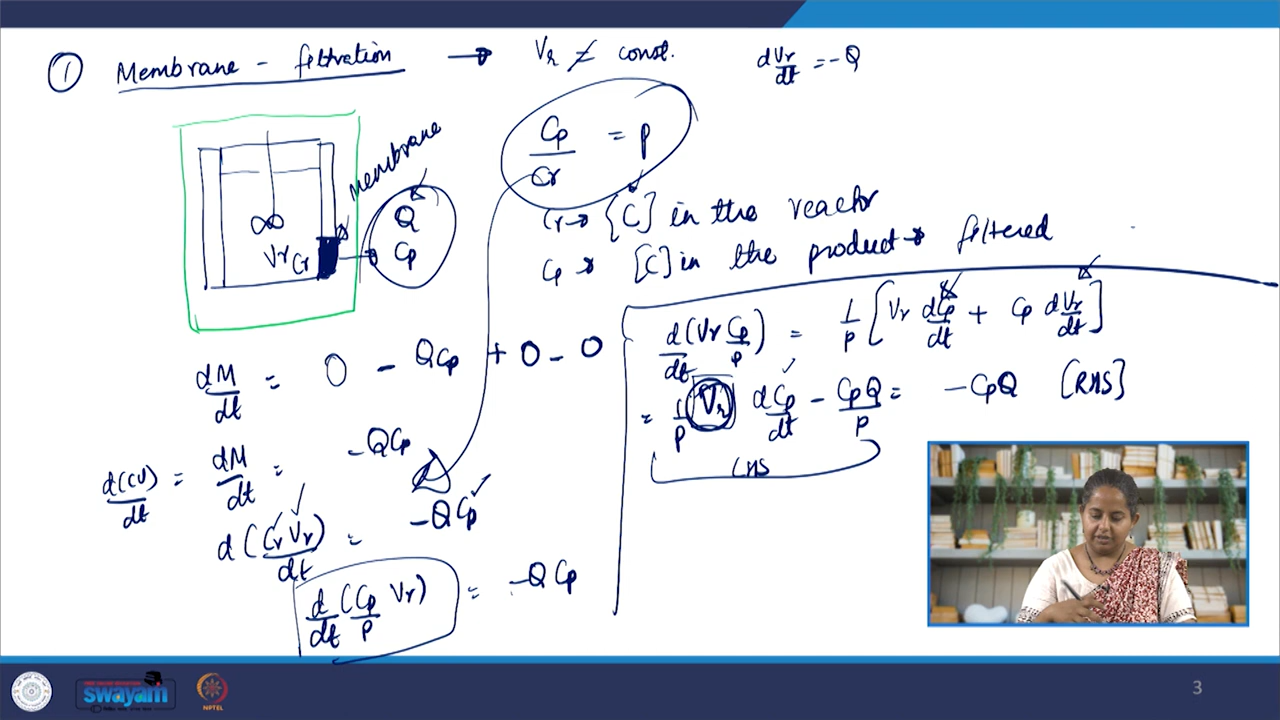 ① Membrane - filtration → Vr ≠ const.
dVr/dt = -Q
Cp/Cr = p
membrane
Q
Cp
Vr Cr
Cr → [C] in the reactor
Cp → [C] in the product → filtered
dM/dt = 0 - QCp + 0 - 0
d(CV)/dt = dM/dt = -QCp
d(CrVr)/dt = -QCp
d/dt (Cp/p Vr) = -QCp
d/dt (Vr Cp/p) = 1/p [Vr dCp/dt + Cp dVr/dt]
= 1/p Vr dCp/dt - CpQ/p = -CpQ [RHS]
LHS
swayam
NPTEL
3